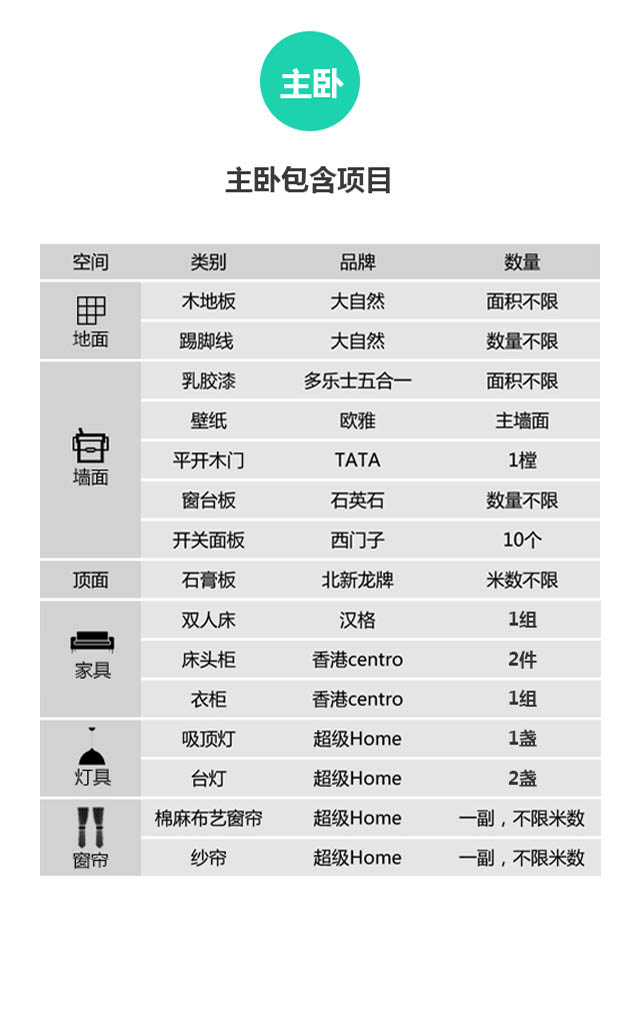 主卧
主卧包含项目
空间 类别 品牌 数量
地面 木地板 大自然 面积不限
踢脚线 大自然 数量不限
墙面 乳胶漆 多乐士五合一 面积不限
壁纸 欧雅 主墙面
平开木门 TATA 1樘
窗台板 石英石 数量不限
开关面板 西门子 10个
顶面 石膏板 北新龙牌 米数不限
家具 双人床 汉格 1组
床头柜 香港centro 2件
衣柜 香港centro 1组
灯具 吸顶灯 超级Home 1盏
台灯 超级Home 2盏
窗帘 棉麻布艺窗帘 超级Home 一副，不限米数
纱帘 超级Home 一副，不限米数